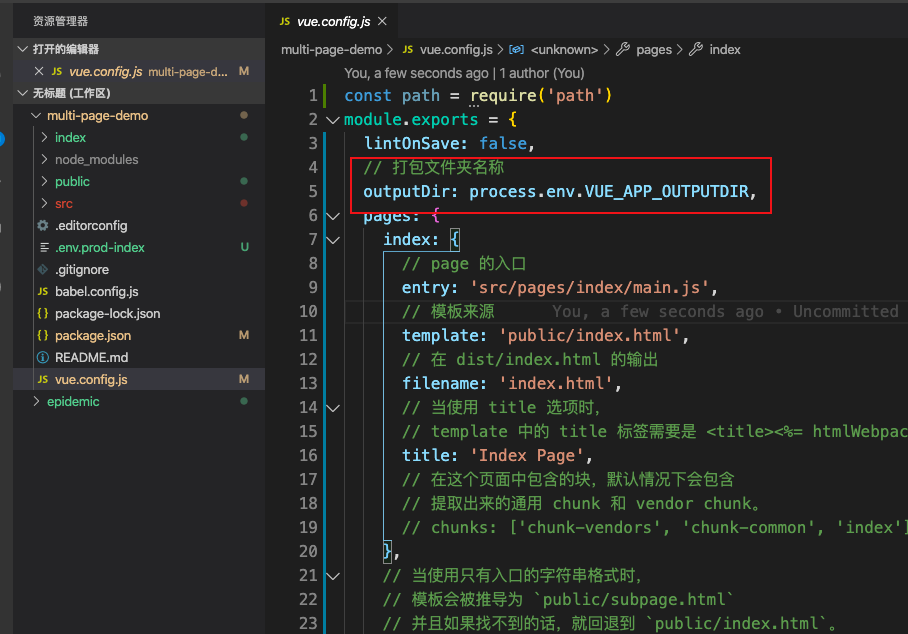 资源管理器
打开的编辑器
JS vue.config.js multi-page-d... M
无标题 (工作区)
multi-page-demo
index
node_modules
public
src
.editorconfig
.env.prod-index U
.gitignore
JS babel.config.js
{} package-lock.json
{} package.json M
README.md
JS vue.config.js M
epidemic
JS vue.config.js
multi-page-demo > JS vue.config.js > <unknown> > pages > index
You, a few seconds ago | 1 author (You)
1 const path = require('path')
2 module.exports = {
3 lintOnSave: false,
4 // 打包文件夹名称
5 outputDir: process.env.VUE_APP_OUTPUTDIR,
6 pages: {
7 index: {
8 // page 的入口
9 entry: 'src/pages/index/main.js',
10 // 模板来源 You, a few seconds ago • Uncommitted
11 template: 'public/index.html',
12 // 在 dist/index.html 的输出
13 filename: 'index.html',
14 // 当使用 title 选项时，
15 // template 中的 title 标签需要是 <title><%= htmlWebpac
16 title: 'Index Page',
17 // 在这个页面中包含的块，默认情况下会包含
18 // 提取出来的通用 chunk 和 vendor chunk。
19 // chunks: ['chunk-vendors', 'chunk-common', 'index']
20 },
21 // 当使用只有入口的字符串格式时，
22 // 模板会被推导为 `public/subpage.html`
23 // 并且如果找不到的话，就回退到 `public/index.html`。